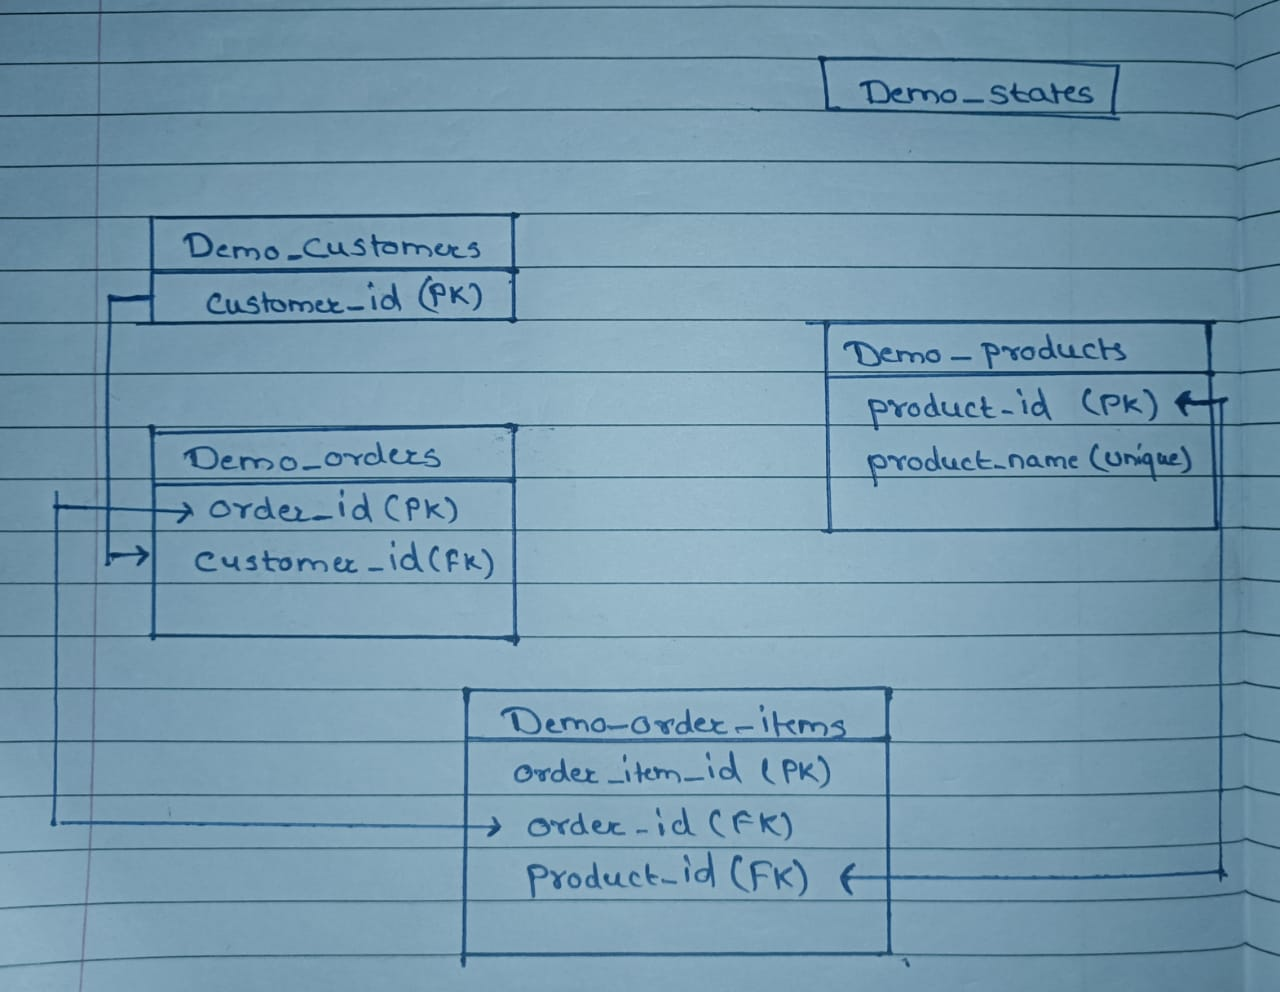 Demo_states
Demo_customers
customer_id (PK)
Demo_products
product_id (PK)
product_name (unique)
Demo_orders
order_id (PK)
customer_id (FK)
Demo_order_items
order_item_id (PK)
order_id (FK)
product_id (FK)